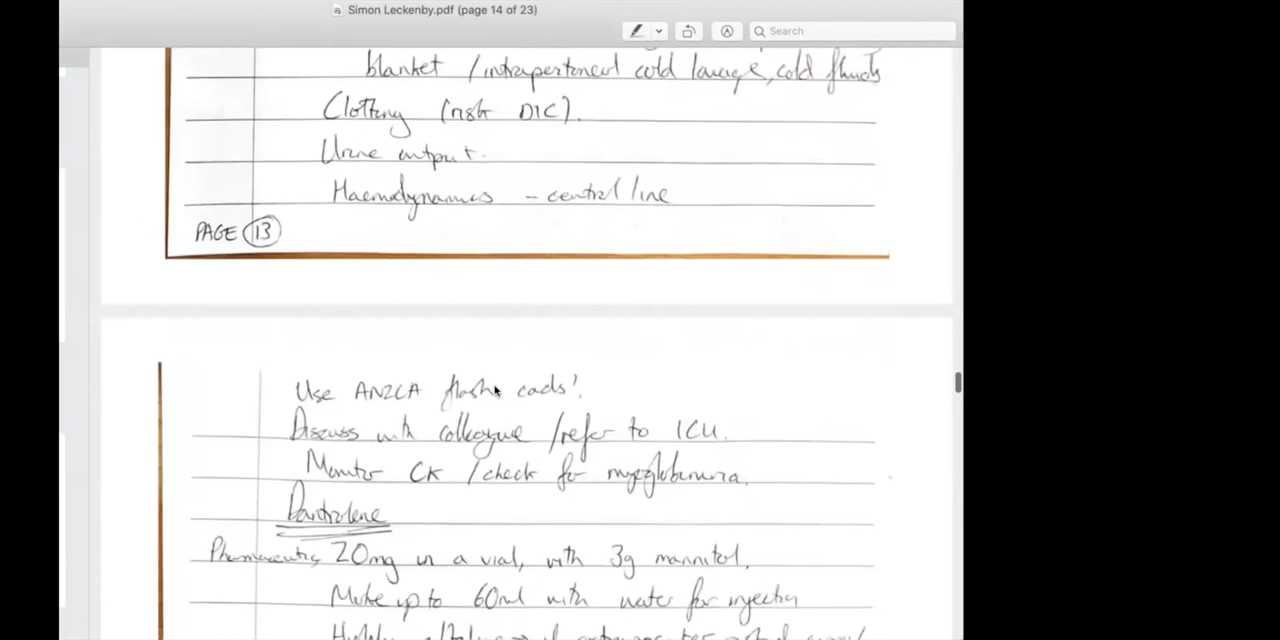 Simon Leckenby.pdf (page 14 of 23)
Search
blanket / intraperitoneal cold lavage, cold fluids
Clotting (risk DIC).
Urine output.
Haemodynamics - central line
PAGE 13
Use ANZCA flash cards!
Discuss with colleague / refer to ICU.
Monitor CK / check for myoglobinuria.
Dantrolene
Pharmaceutics 20mg in a vial, with 3g mannitol.
Make up to 60ml with water for injection
Highly